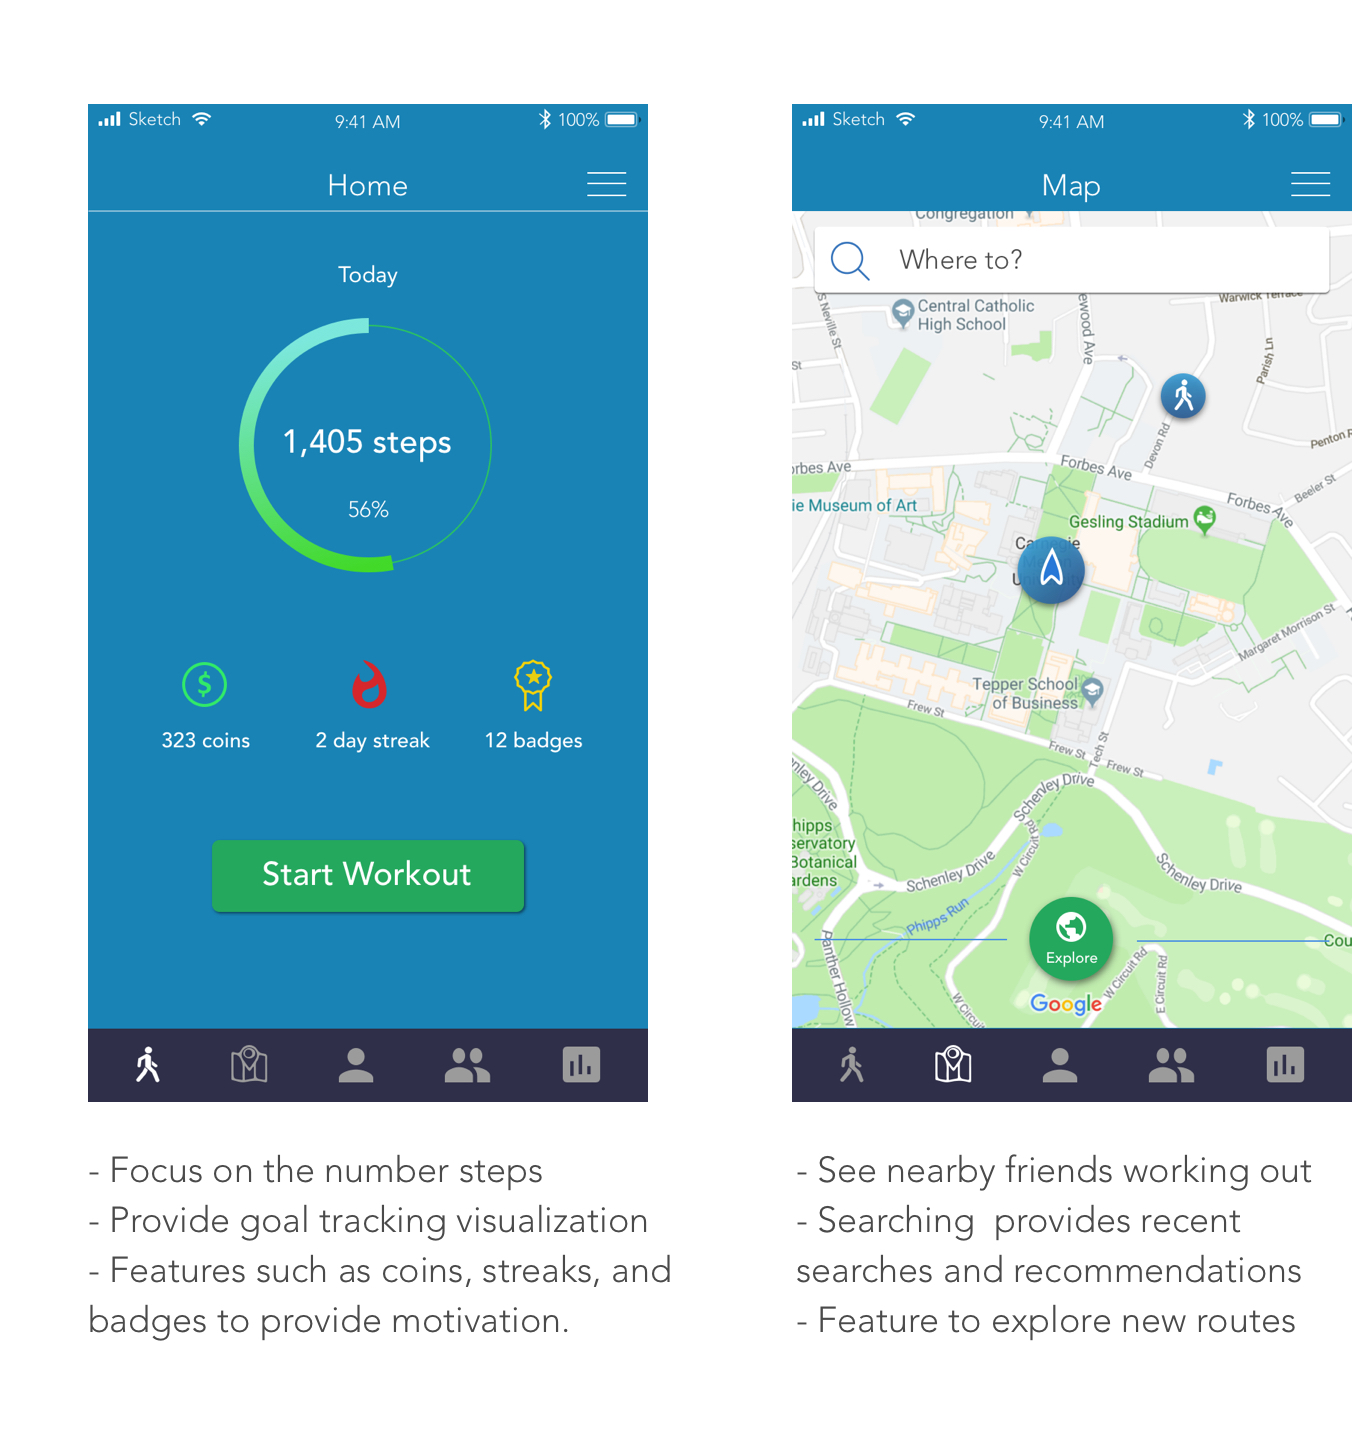 Sketch
9:41 AM
100%
Home
Today
1,405 steps
56%
323 coins
2 day streak
12 badges
Start Workout
- Focus on the number steps
- Provide goal tracking visualization
- Features such as coins, streaks, and
badges to provide motivation.
Sketch
9:41 AM
100%
Map
Congregation
Where to?
S Neville St
Central Catholic
High School
ewood Ave
Warwick Terrace
Parish Ln
St
Devon Rd
Penton R
orbes Ave
Forbes Ave
Forbes Ave
Beeler St
ie Museum of Art
Gesling Stadium
Carnegie
Margaret Morrison St
Tepper School
of Business
Frew St
Frew St
Frew St
Tech St
enley Drive
Schenley Drive
hipps
servatory
Botanical
ardens
W Circuit Rd
Schenley Drive
Schenley Drive
Phipps Run
Panther Hollow
Explore
Cou
W Circuit Rd
E Circuit Rd
W Circuit
Google
- See nearby friends working out
- Searching  provides recent
searches and recommendations
- Feature to explore new routes